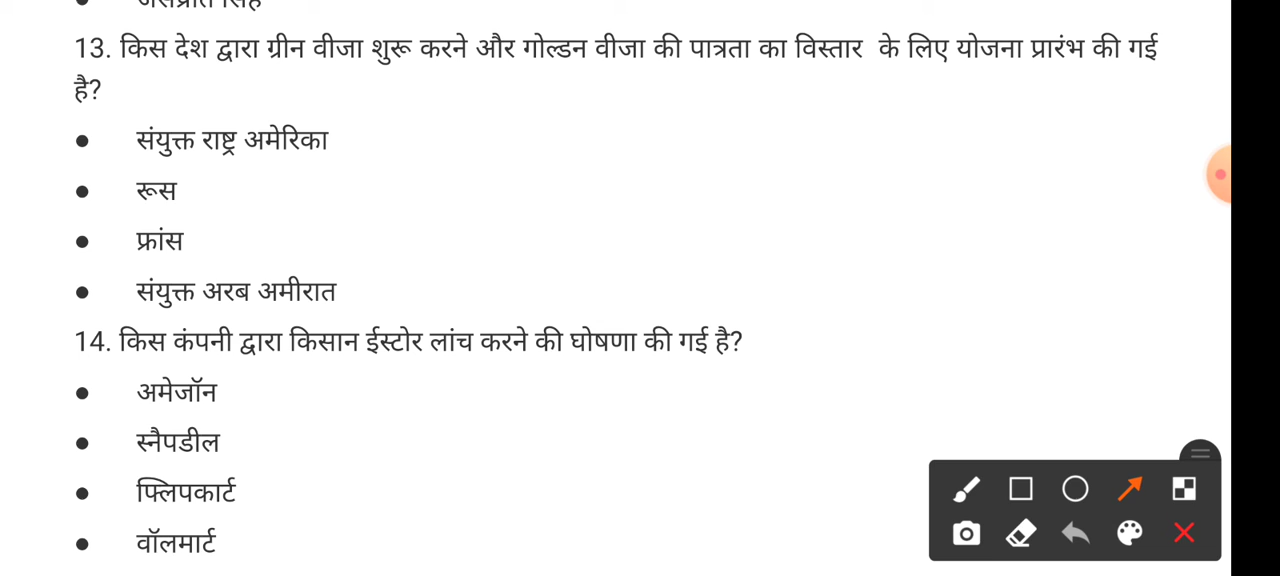 13. किस देश द्वारा ग्रीन वीजा शुरू करने और गोल्डन वीजा की पात्रता का विस्तार के लिए योजना प्रारंभ की गई
है?
● संयुक्त राष्ट्र अमेरिका
● रूस
● फ्रांस
● संयुक्त अरब अमीरात
14. किस कंपनी द्वारा किसान ईस्टोर लांच करने की घोषणा की गई है?
● अमेजॉन
● स्नैपडील
● फ्लिपकार्ट
● वॉलमार्ट